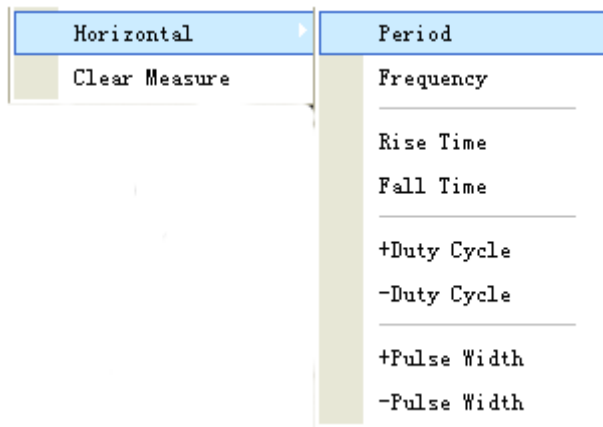 Horizontal
Clear Measure
Period
Frequency
Rise Time
Fall Time
+Duty Cycle
-Duty Cycle
+Pulse Width
-Pulse Width